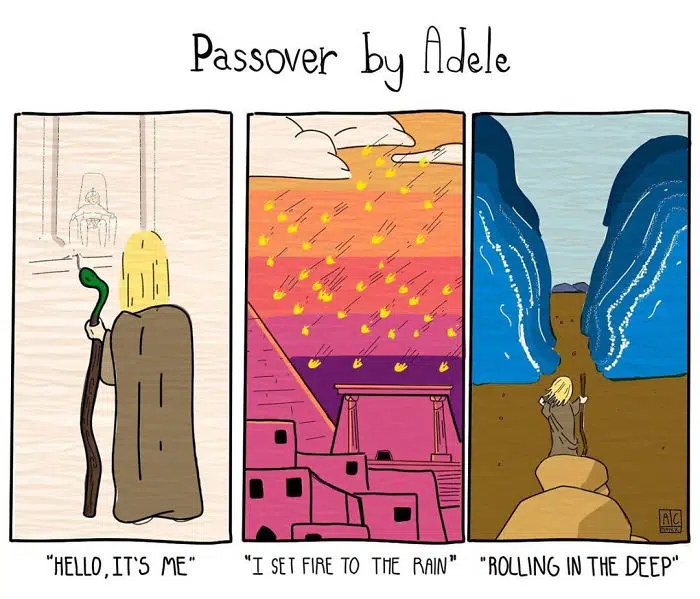 Passover by Adele
"HELLO, IT'S ME"
"I SET FIRE TO THE RAIN"
"ROLLING IN THE DEEP"
A C